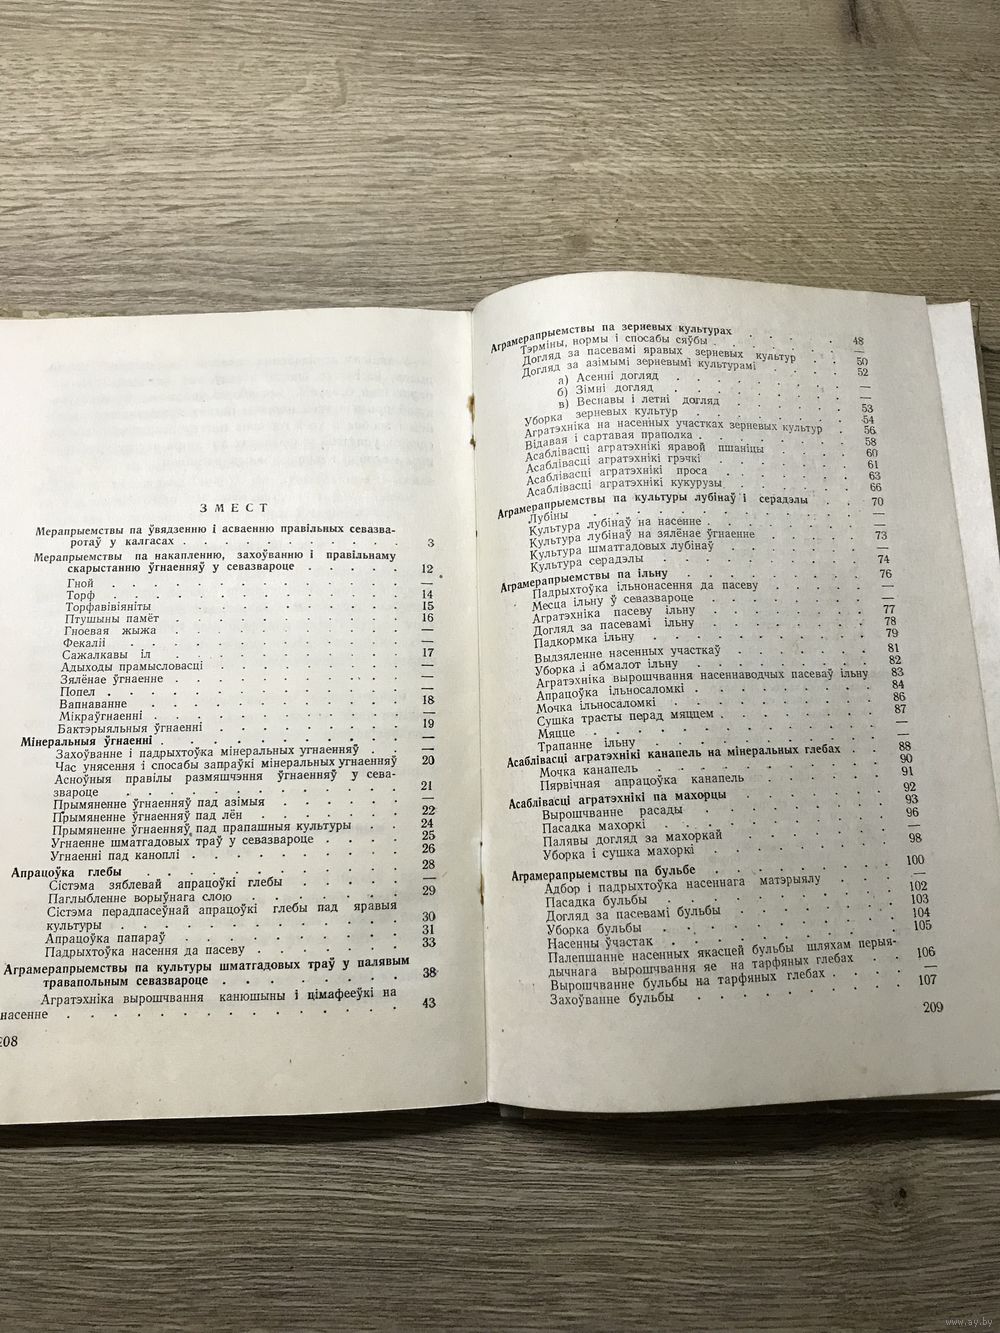 З М Е С Т
Мерапрыемствы па ўвядзенню і асваенню правільных севазва-
ротаў у калгасах . . . . . . . . . . 3
Мерапрыемствы па накапленню, захоўванню і правільнаму
скарыстанню ўгнаенняў у севазвароце . . . . . 12
Гной . . . . . . . . . . —
Торф . . . . . . . . . . 14
Торфавівіяніты . . . . . . . . 15
Птушыны памёт . . . . . . . . 16
Гноевая жыжа . . . . . . . . —
Фекаліі . . . . . . . . . —
Сажалкавы іл . . . . . . . . 17
Адыходы прамысловасці . . . . . . —
Зялёнае ўгнаенне . . . . . . . . —
Попел . . . . . . . . . . —
Вапнаванне . . . . . . . . . 18
Мікраўгнаенні . . . . . . . . . —
Бактэрыяльныя ўгнаенні . . . . . . 19
Мінеральныя ўгнаенні . . . . . . . . . —
Захоўванне і падрыхтоўка мінеральных угнаенняў . . —
Час унясення і спосабы запраўкі мінеральных угнаенняў 20
Асноўныя правілы размяшчэння ўгнаенняў у сева-
звароце . . . . . . . . . . 21
Прымяненне ўгнаенняў пад азімыя . . . . . —
Прымяненне ўгнаенняў пад лён . . . . . 22
Прымяненне ўгнаенняў пад прапашныя культуры . . 24
Угнаенне шматгадовых траў у севазвароце . . . . 25
Угнаенні пад каноплі . . . . . . . . 26
Апрацоўка глебы . . . . . . . . . 28
Сістэма зяблевай апрацоўкі глебы . . . . . —
Паглыбленне ворыўнага слою . . . . . . 29
Сістэма перадпасеўнай апрацоўкі глебы пад яравыя
культуры . . . . . . . . . . 30
Апрацоўка папараў . . . . . . . . 31
Падрыхтоўка насення да пасеву . . . . . . 33
Аграмерапрыемствы па культуры шматгадовых траў у палявым
травапольным севазвароце . . . . . . . 38
Агратэхніка вырошчвання канюшыны і цімафееўкі на
насенне . . . . . . . . . . . 43
208
Аграмерапрыемствы па зерневых культурах . . . . 48
Тэрміны, нормы і спосабы сяўбы . . . . . —
Догляд за пасевамі яравых зерневых культур . . 50
Догляд за азімымі зерневымі культурамі . . . 52
а) Асенні догляд . . . . . . . —
б) Зімні догляд . . . . . . . —
в) Веснавы і летні догляд . . . . . 53
Уборка зерневых культур . . . . . . 54
Агратэхніка на насенных участках зерневых культур . 56
Відавая і сартавая праполка . . . . . . 58
Асаблівасці агратэхнікі яравой пшаніцы . . . . 60
Асаблівасці агратэхнікі грэчкі . . . . . 61
Асаблівасці агратэхнікі проса . . . . . 63
Асаблівасці агратэхнікі кукурузы . . . . . 66
Аграмерапрыемствы па культуры лубінаў і серадэлы . . 70
Лубіны . . . . . . . . . . —
Культура лубінаў на насенне . . . . . . —
Культура лубінаў на зялёнае ўгнаенне . . . . 73
Культура шматгадовых лубінаў . . . . . —
Культура серадэлы . . . . . . . . 74
Аграмерапрыемствы па ільну . . . . . . . 76
Падрыхтоўка ільнонасення да пасеву . . . . —
Месца ільну ў севазвароце . . . . . . —
Агратэхніка пасеву ільну . . . . . . 77
Догляд за пасевамі ільну . . . . . . 78
Падкормка ільну . . . . . . . . 79
Выдзяленне насенных участкаў . . . . . 81
Уборка і абмалот ільну . . . . . . . 82
Агратэхніка вырошчвання насеннаводчых пасеваў ільну 83
Апрацоўка ільносаломкі . . . . . . . 84
Мочка ільносаломкі . . . . . . . . 86
Сушка трасты перад мяццем . . . . . . 87
Мяцце . . . . . . . . . . —
Трапанне ільну . . . . . . . . —
Асаблівасці агратэхнікі канапель на мінеральных глебах . . 88
Мочка канапель . . . . . . . . 90
Пярвічная апрацоўка канапель . . . . . 91
Асаблівасці агратэхнікі па махорцы . . . . . 92
Вырошчванне расады . . . . . . . 93
Пасадка махоркі . . . . . . . . 96
Палявы догляд за махоркай . . . . . . —
Уборка і сушка махоркі . . . . . . . 98
Аграмерапрыемствы па бульбе . . . . . . . 100
Адбор і падрыхтоўка насеннага матэрыялу . . . —
Пасадка бульбы . . . . . . . . 102
Догляд за пасевамі бульбы . . . . . . 103
Уборка бульбы . . . . . . . . . 104
Насенны ўчастак . . . . . . . . 105
Палепшанне насенных якасцей бульбы шляхам перыя-
дычнага вырошчвання яе на тарфяных глебах . . 106
Вырошчванне бульбы на тарфяных глебах . . . . —
Захоўванне бульбы . . . . . . . . 107
209
www.ay.by